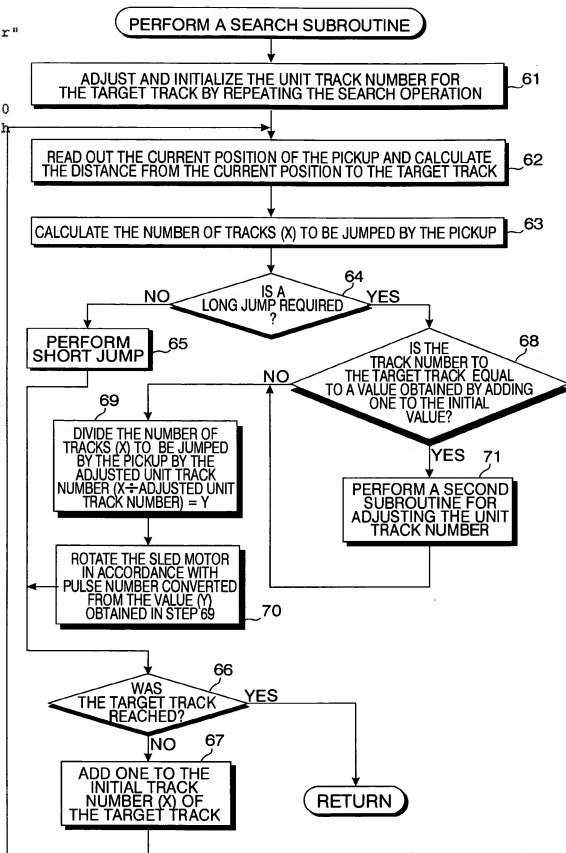 PERFORM A SEARCH SUBROUTINE
r"
61
ADJUST AND INITIALIZE THE UNIT TRACK NUMBER FOR
THE TARGET TRACK BY REPEATING THE SEARCH OPERATION
0
h
READ OUT THE CURRENT POSITION OF THE PICKUP AND CALCULATE
THE DISTANCE FROM THE CURRENT POSITION TO THE TARGET TRACK
62
CALCULATE THE NUMBER OF TRACKS (X) TO BE JUMPED BY THE PICKUP
63
64
IS A
LONG JUMP REQUIRED
?
NO
YES
PERFORM
SHORT JUMP
65
68
IS THE
TRACK NUMBER TO
THE TARGET TRACK EQUAL
TO A VALUE OBTAINED BY ADDING
ONE TO THE INITIAL
VALUE?
NO
YES
69
DIVIDE THE NUMBER OF
TRACKS (X) TO BE JUMPED
BY THE PICKUP BY THE
ADJUSTED UNIT TRACK
NUMBER (X÷ADJUSTED UNIT
TRACK NUMBER) = Y
71
PERFORM A SECOND
SUBROUTINE FOR
ADJUSTING THE UNIT
TRACK NUMBER
ROTATE THE SLED MOTOR
IN ACCORDANCE WITH
PULSE NUMBER CONVERTED
FROM THE VALUE (Y)
OBTAINED IN STEP 69
70
66
WAS
THE TARGET TRACK
REACHED?
YES
NO
67
ADD ONE TO THE
INITIAL TRACK
NUMBER (X) OF
THE TARGET TRACK
RETURN